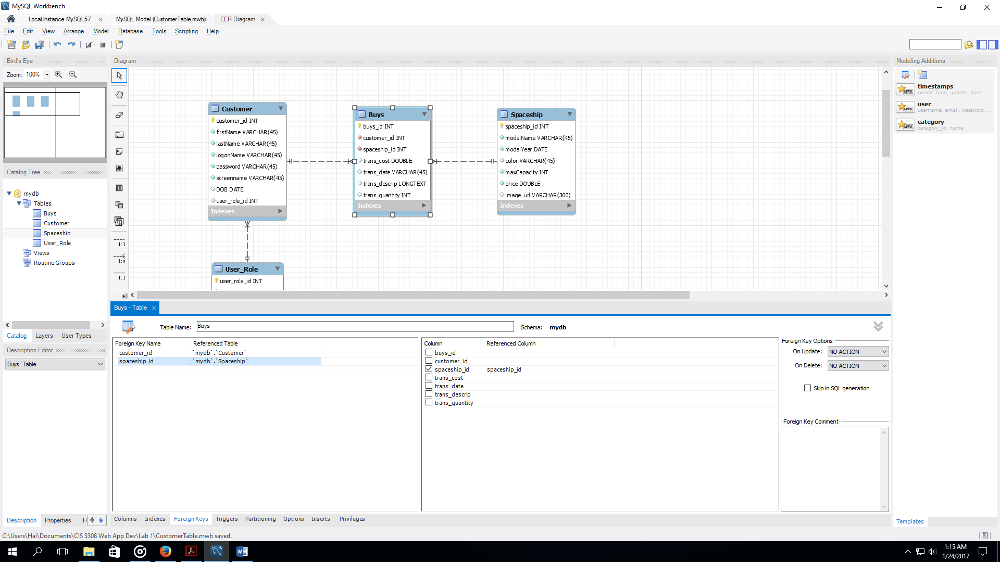 MySQL Workbench
Local instance MySQL57
MySQL Model (CustomerTable.mwb)
EER Diagram
File Edit View Arrange Model Database Tools Scripting Help
Bird's Eye
Zoom: 100%
Catalog Tree
mydb
Tables
Buys
Customer
Spaceship
User_Role
Views
Routine Groups
Catalog Layers User Types
Description Editor
Buys: Table
Description Properties H
Diagram
1:1
1:n
1:1
Customer
customer_id INT
firstName VARCHAR(45)
lastName VARCHAR(45)
logonName VARCHAR(45)
password VARCHAR(45)
screenname VARCHAR(45)
DOB DATE
user_role_id INT
Indexes
Buys
buys_id INT
customer_id INT
spaceship_id INT
trans_cost DOUBLE
trans_date VARCHAR(45)
trans_descrip LONGTEXT
trans_quantity INT
Indexes
Spaceship
spaceship_id INT
modelName VARCHAR(45)
modelYear DATE
color VARCHAR(45)
maxCapacity INT
price DOUBLE
image_url VARCHAR(300)
Indexes
User_Role
user_role_id INT
Modeling Additions
MWB
timestamps
create_time, update_time
MWB
user
username, email, password, ...
MWB
category
category_id, name
Templates
Buys - Table
Table Name: Buys
Schema: mydb
Foreign Key Name Referenced Table
customer_id `mydb`.`Customer`
spaceship_id `mydb`.`Spaceship`
Column Referenced Column
buys_id
customer_id
spaceship_id spaceship_id
trans_cost
trans_date
trans_descrip
trans_quantity
Foreign Key Options
On Update: NO ACTION
On Delete: NO ACTION
Skip in SQL generation
Foreign Key Comment
Columns Indexes Foreign Keys Triggers Partitioning Options Inserts Privileges
C:\Users\Hai\Documents\CIS 3308 Web App Dev\Lab 1\CustomerTable.mwb saved.
1:15 AM
1/24/2017